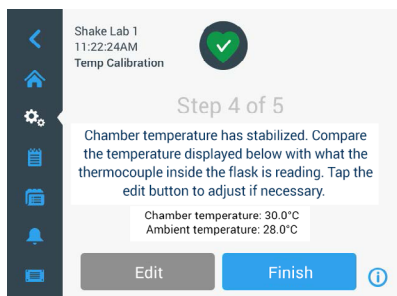 Shake Lab 1
11:22:24AM
Temp Calibration
Step 4 of 5
Chamber temperature has stabilized. Compare
the temperature displayed below with what the
thermocouple inside the flask is reading. Tap the
edit button to adjust if necessary.
Chamber temperature: 30.0°C
Ambient temperature: 28.0°C
Edit
Finish